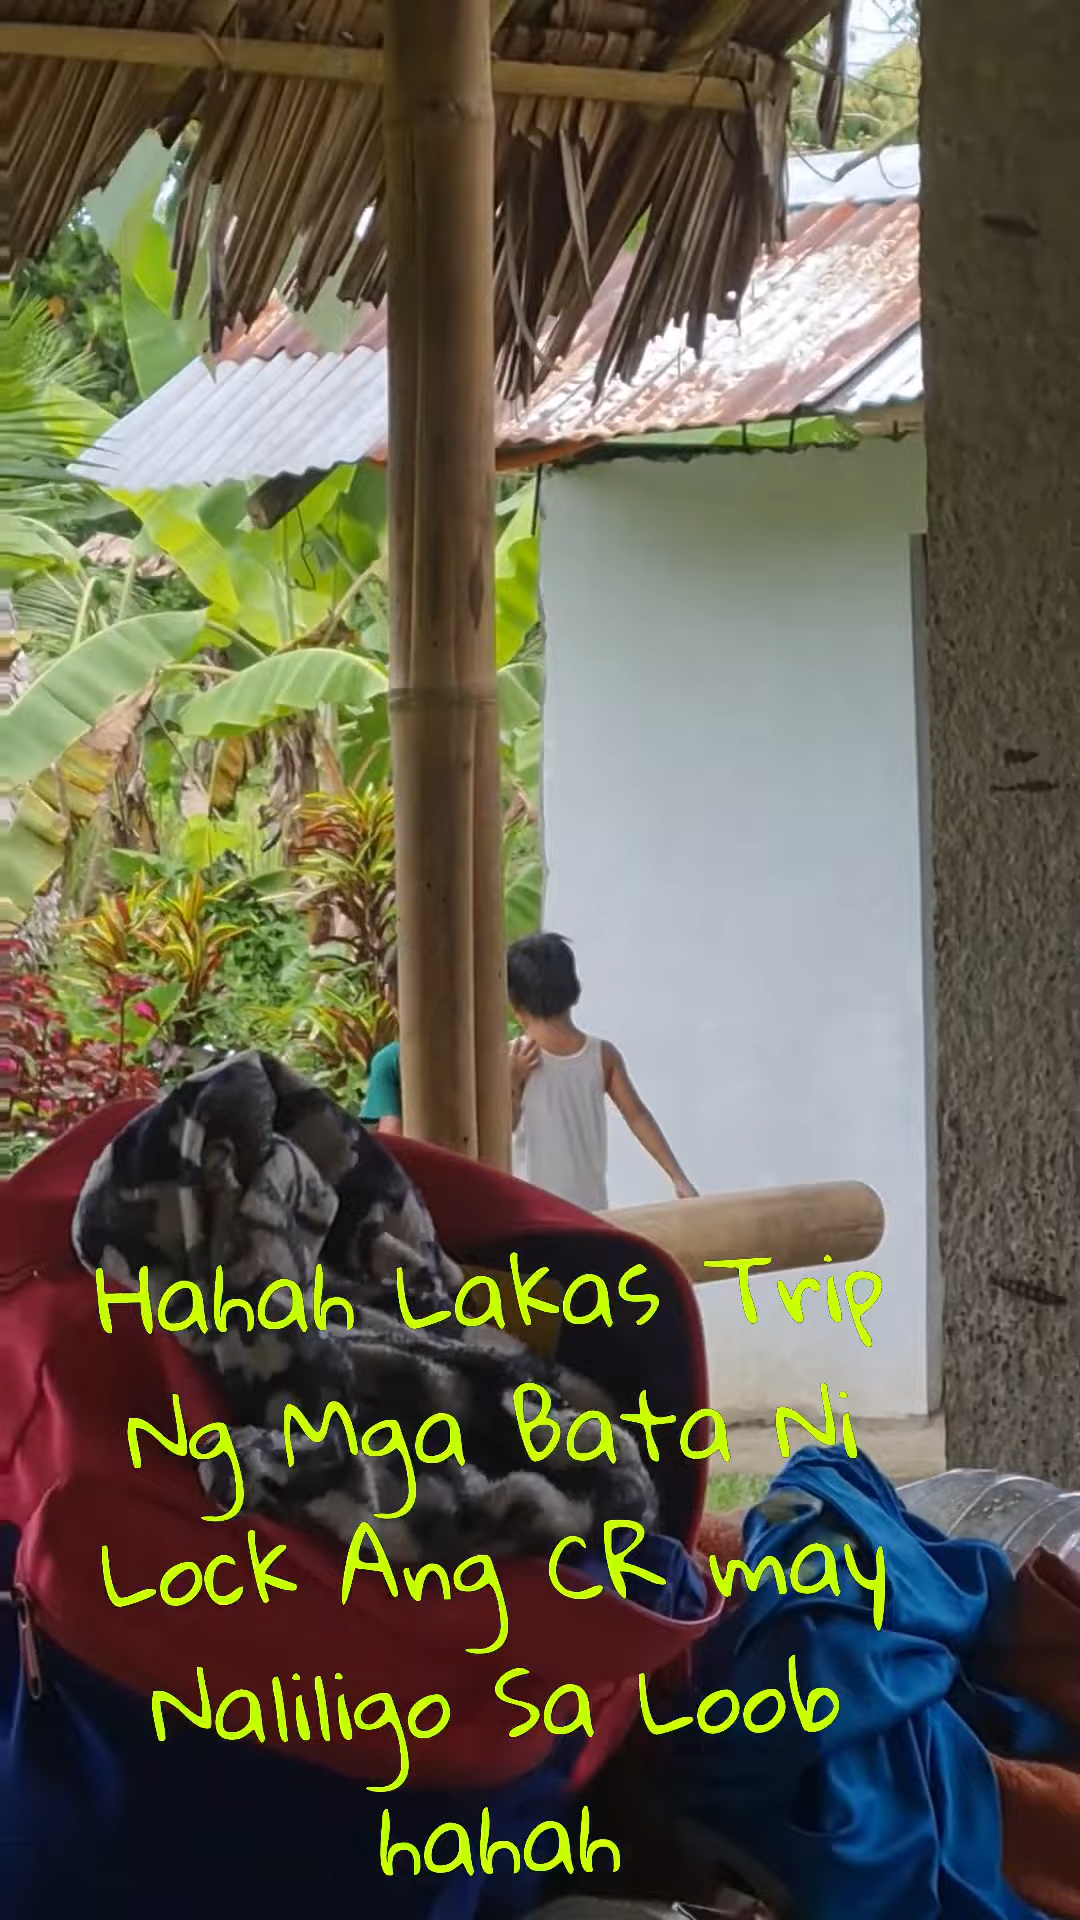 Hahah Lakas Trip
Ng Mga Bata Ni
Lock Ang CR may
Naliligo Sa Loob
hahah